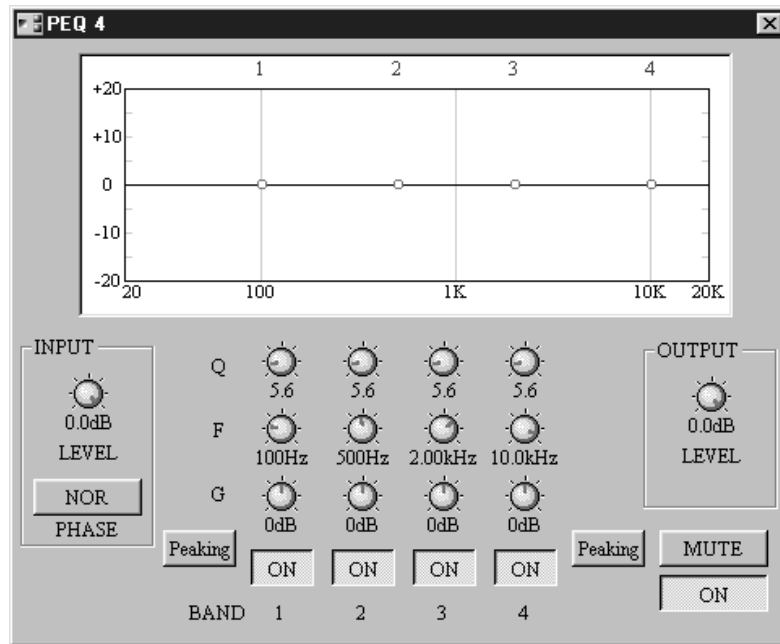 PEQ 4
1 2 3 4
+20
+10
0
-10
-20
20 100 1K 10K 20K
INPUT
0.0dB
LEVEL
NOR
PHASE
Q
5.6 5.6 5.6 5.6
F
100Hz 500Hz 2.00kHz 10.0kHz
G
0dB 0dB 0dB 0dB
Peaking
ON ON ON ON
BAND 1 2 3 4
Peaking
OUTPUT
0.0dB
LEVEL
MUTE
ON